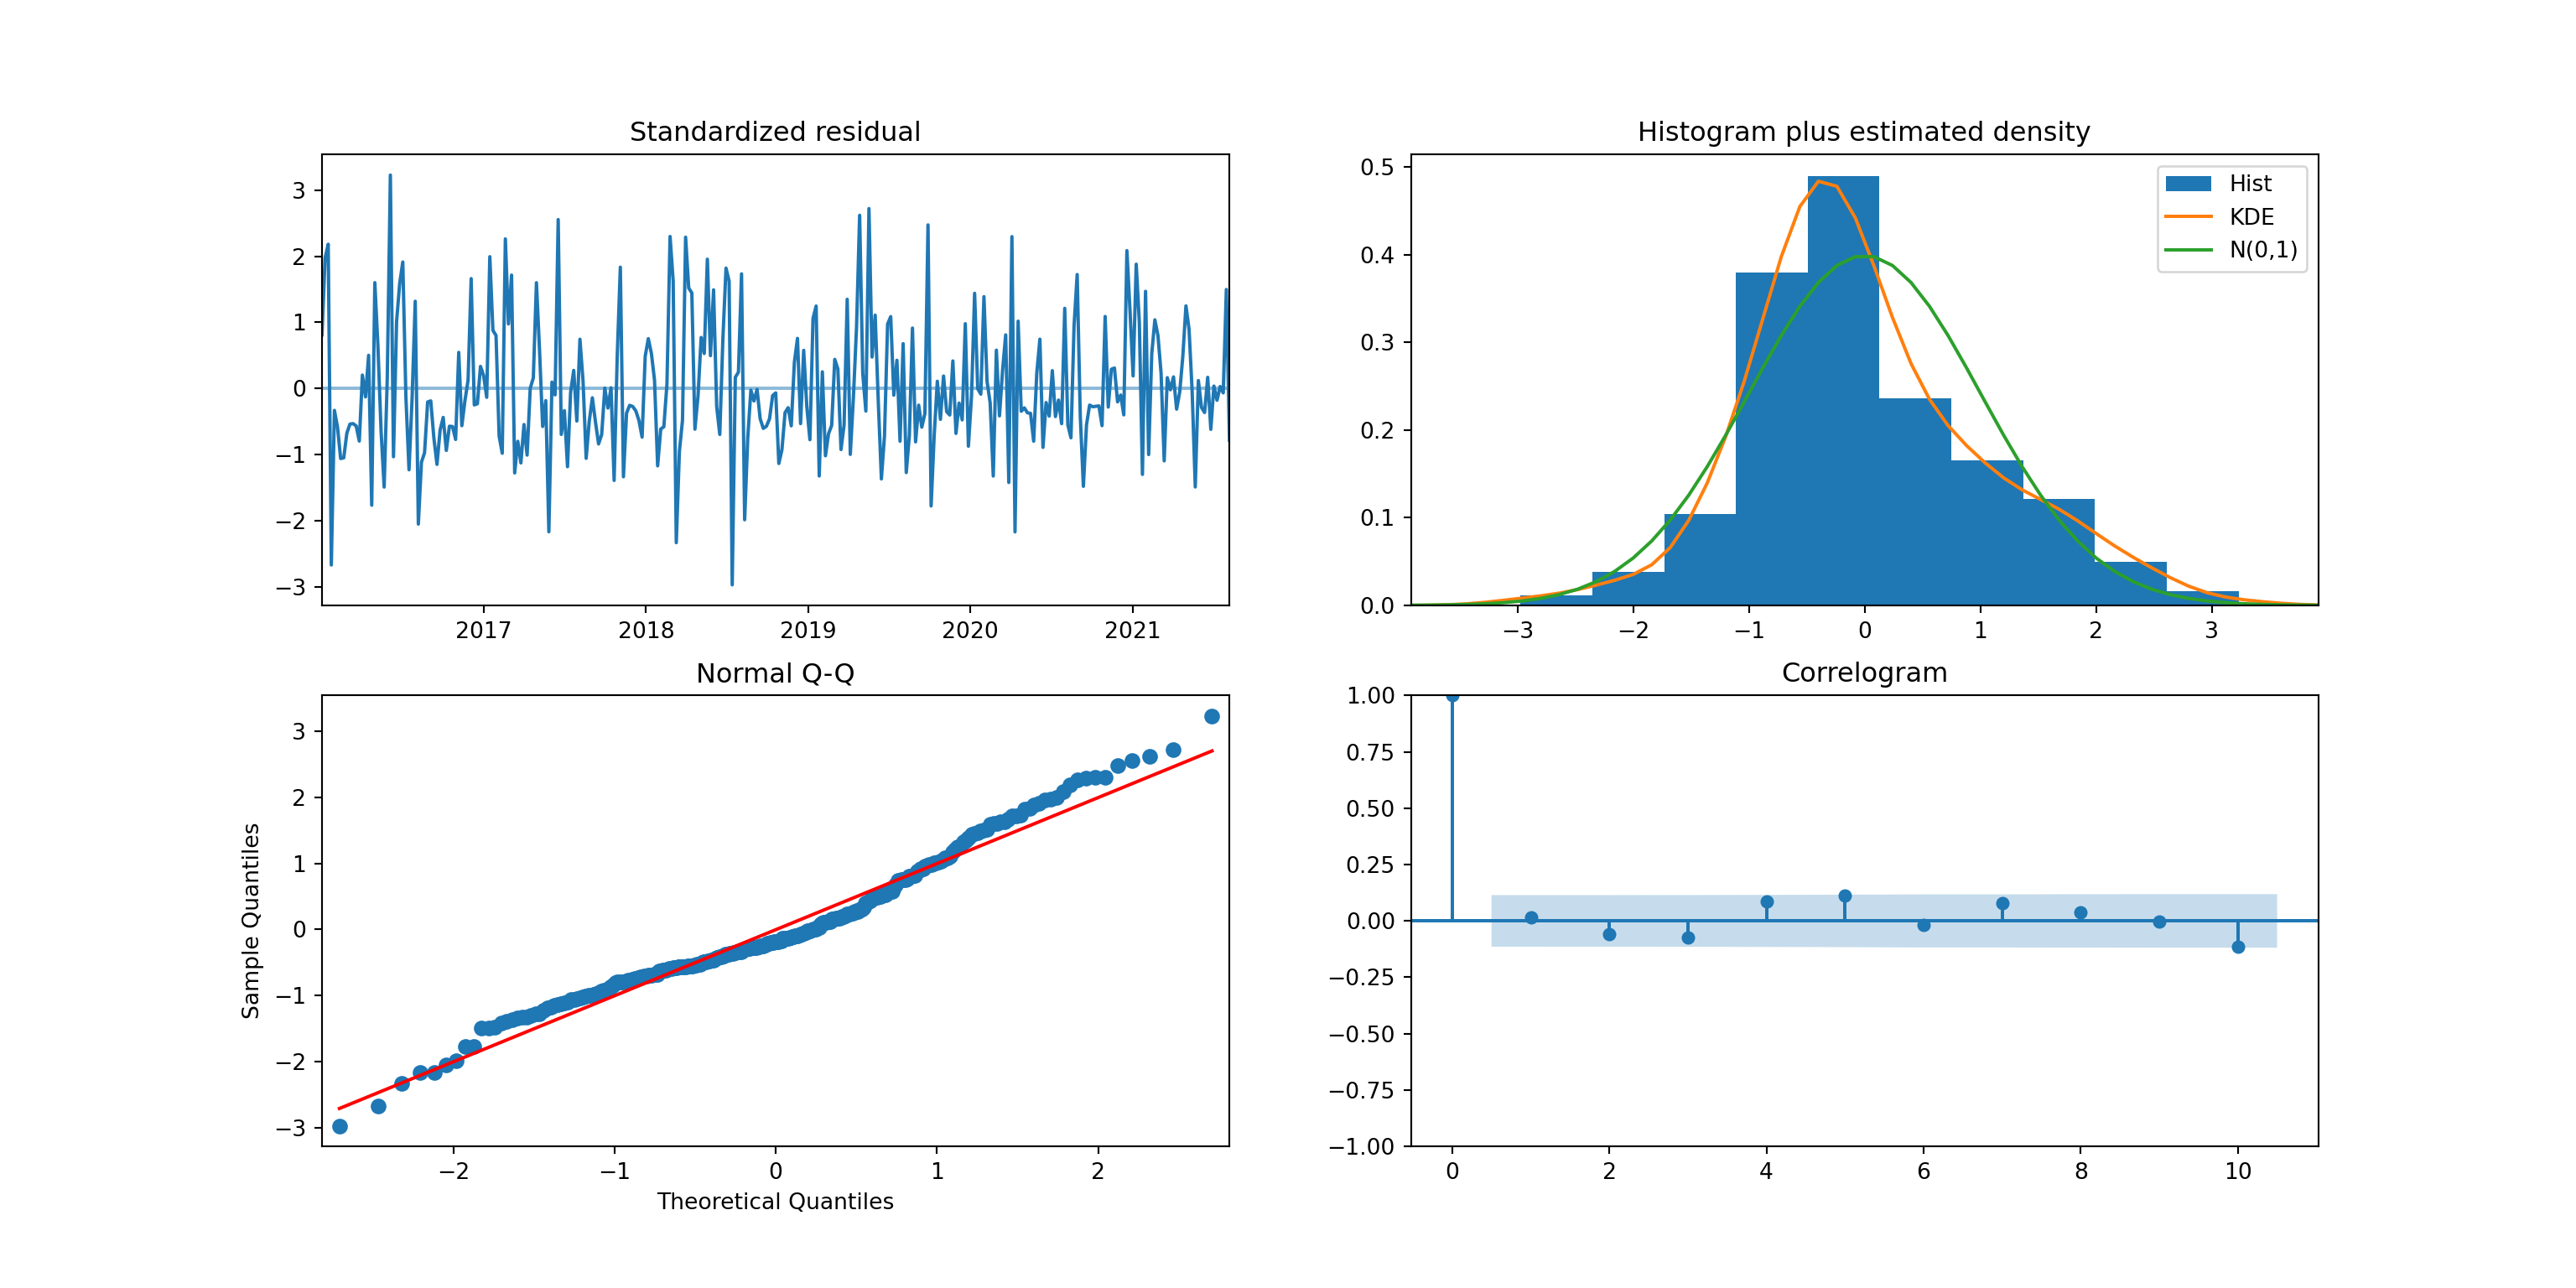 Standardized residual
3
2
1
0
−1
−2
−3
2017 2018 2019 2020 2021
Histogram plus estimated density
0.5
0.4
0.3
0.2
0.1
0.0
Hist
KDE
N(0,1)
−3 −2 −1 0 1 2 3
Normal Q-Q
Sample Quantiles
3
2
1
0
−1
−2
−3
−2 −1 0 1 2
Theoretical Quantiles
Correlogram
1.00
0.75
0.50
0.25
0.00
−0.25
−0.50
−0.75
−1.00
0 2 4 6 8 10